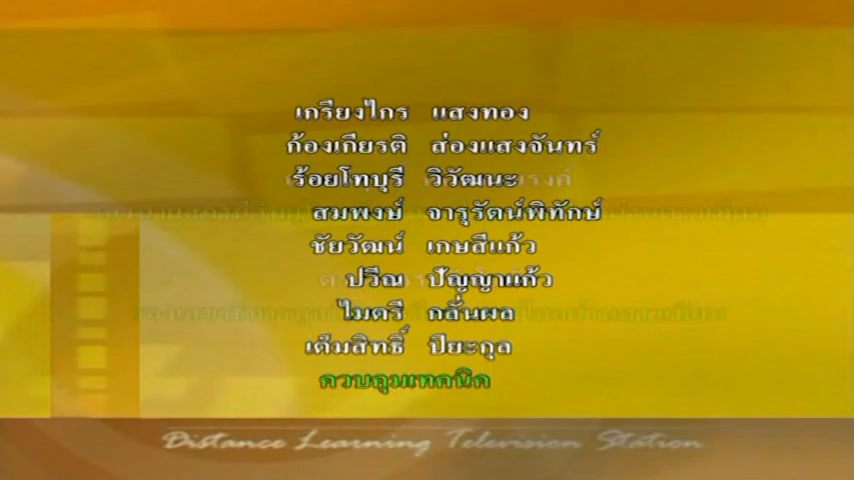 เกรียงไกร แสงทอง
ก้องเกียรติ ส่องแสงจันทร์
ร้อยโทบุรี วิวัฒนะ
สมพงษ์ จารุรัตน์พิทักษ์
ชัยวัฒน์ เกษสีแก้ว
ปวีณ ปัญญาแก้ว
ไมตรี กลั่นผล
เต็มสิทธิ์ ปิยะกุล
ควบคุมเทคนิค
Distance Learning Television Station